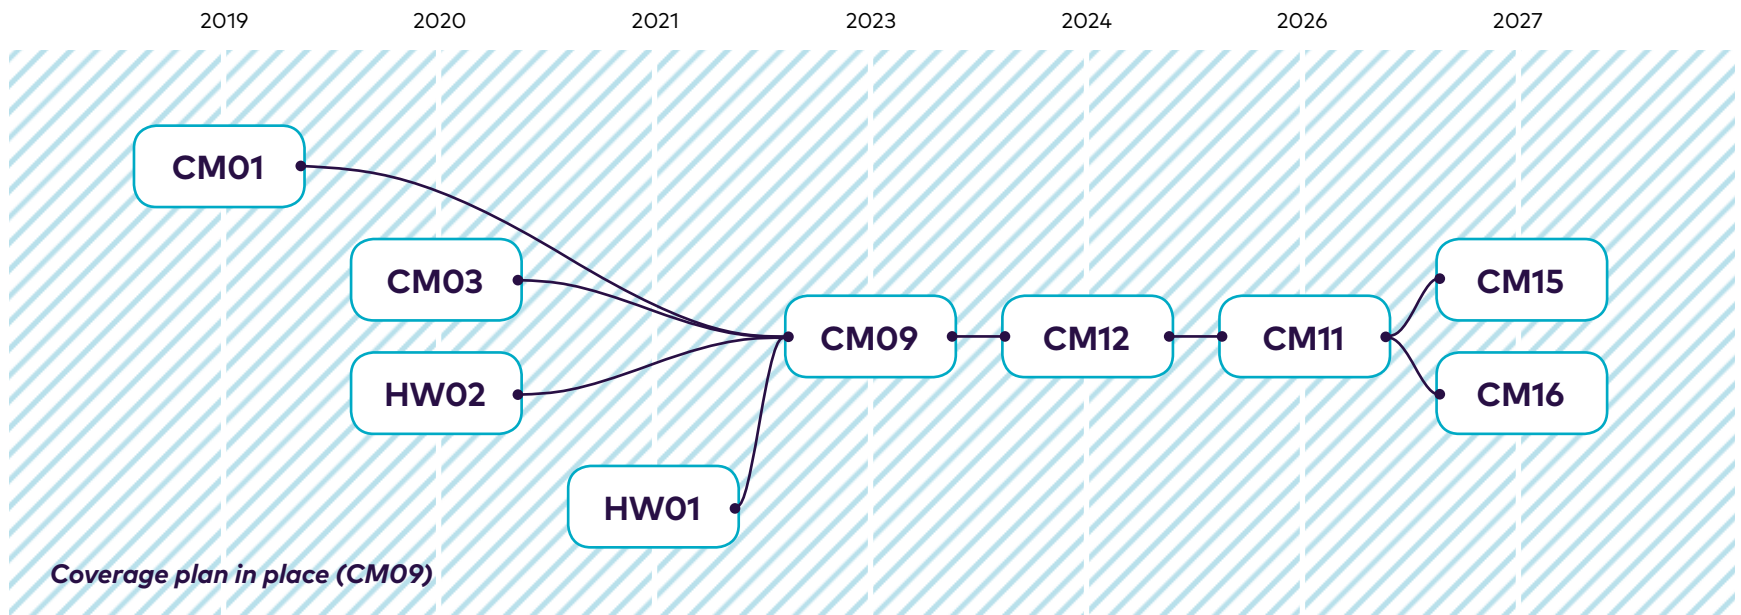 2019 2020 2021 2023 2024 2026 2027
CM01
CM03
CM15
CM09 CM12 CM11
HW02
CM16
HW01
Coverage plan in place (CM09)